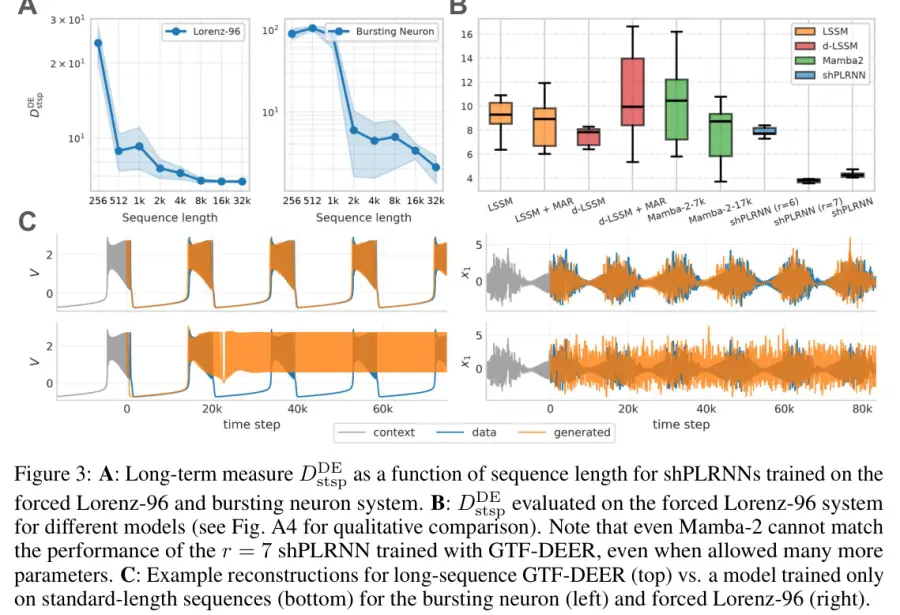 A
B
3 × 10¹
2 × 10¹
10¹
D^DE_stsp
Lorenz-96
256 512 1k 2k 4k 8k 16k 32k
Sequence length
10²
10¹
Bursting Neuron
256 512 1k 2k 4k 8k 16k 32k
Sequence length
16
14
12
10
8
6
4
LSSM
d-LSSM
Mamba2
shPLRNN
LSSM
LSSM + MAR
d-LSSM
d-LSSM + MAR
Mamba-2-7k
Mamba-2-17k
shPLRNN (r=6)
shPLRNN (r=7)
shPLRNN
C
V
2
0
V
2
0
0 20k 40k 60k
time step
x₁
5
0
x₁
5
0
0 20k 40k 60k 80k
time step
context data generated
Figure 3: A: Long-term measure D^DE_stsp as a function of sequence length for shPLRNNs trained on the
forced Lorenz-96 and bursting neuron system. B: D^DE_stsp evaluated on the forced Lorenz-96 system
for different models (see Fig. A4 for qualitative comparison). Note that even Mamba-2 cannot match
the performance of the r = 7 shPLRNN trained with GTF-DEER, even when allowed many more
parameters. C: Example reconstructions for long-sequence GTF-DEER (top) vs. a model trained only
on standard-length sequences (bottom) for the bursting neuron (left) and forced Lorenz-96 (right).